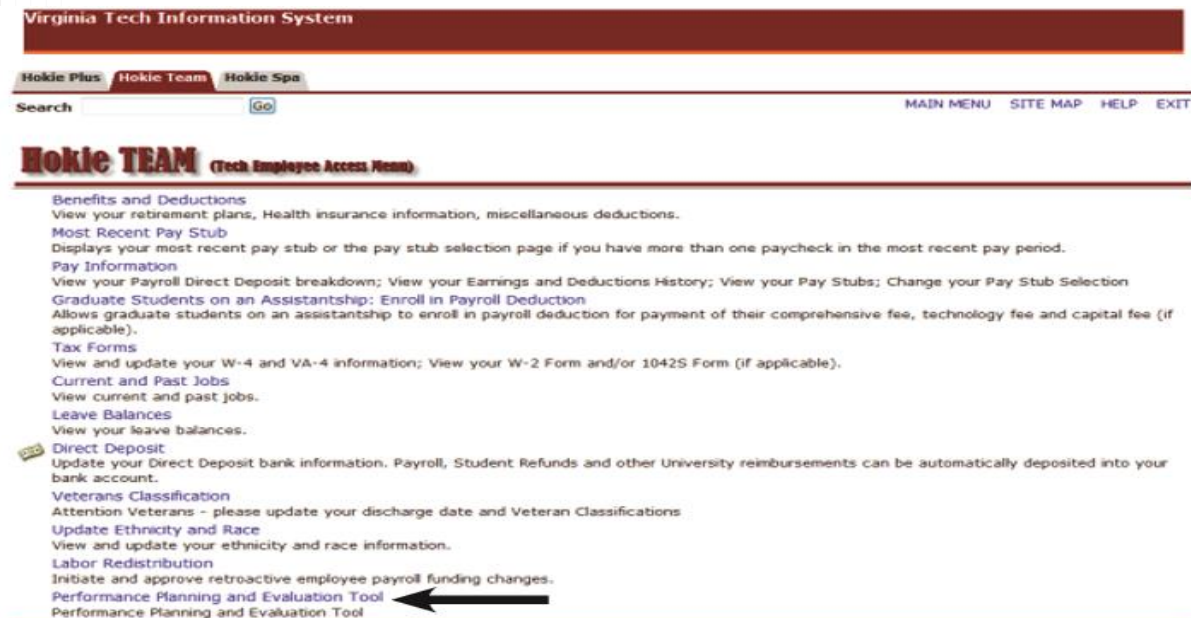 Virginia Tech Information System
Hokie Plus Hokie Team Hokie Spa
Search Go MAIN MENU SITE MAP HELP EXIT
Hokie TEAM (Tech Employee Access Menu)
Benefits and Deductions
View your retirement plans, Health insurance information, miscellaneous deductions.
Most Recent Pay Stub
Displays your most recent pay stub or the pay stub selection page if you have more than one paycheck in the most recent pay period.
Pay Information
View your Payroll Direct Deposit breakdown; View your Earnings and Deductions History; View your Pay Stubs; Change your Pay Stub Selection
Graduate Students on an Assistantship: Enroll in Payroll Deduction
Allows graduate students on an assistantship to enroll in payroll deduction for payment of their comprehensive fee, technology fee and capital fee (if
applicable).
Tax Forms
View and update your W-4 and VA-4 information; View your W-2 Form and/or 1042S Form (if applicable).
Current and Past Jobs
View current and past jobs.
Leave Balances
View your leave balances.
Direct Deposit
Update your Direct Deposit bank information. Payroll, Student Refunds and other University reimbursements can be automatically deposited into your
bank account.
Veterans Classification
Attention Veterans - please update your discharge date and Veteran Classifications
Update Ethnicity and Race
View and update your ethnicity and race information.
Labor Redistribution
Initiate and approve retroactive employee payroll funding changes.
Performance Planning and Evaluation Tool
Performance Planning and Evaluation Tool